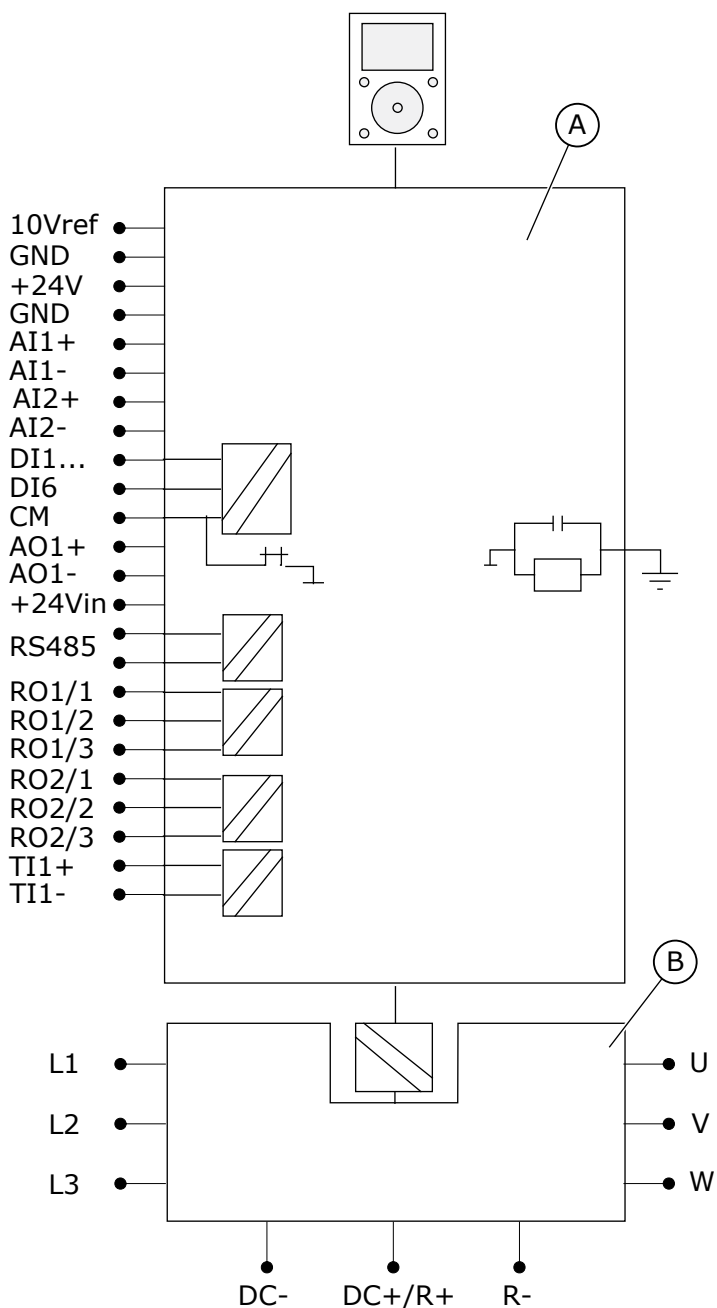 A
10Vref
GND
+24V
GND
AI1+
AI1-
AI2+
AI2-
DI1...
DI6
CM
AO1+
AO1-
+24Vin
RS485
RO1/1
RO1/2
RO1/3
RO2/1
RO2/2
RO2/3
TI1+
TI1-
B
L1
U
L2
V
L3
W
DC-
DC+/R+
R-